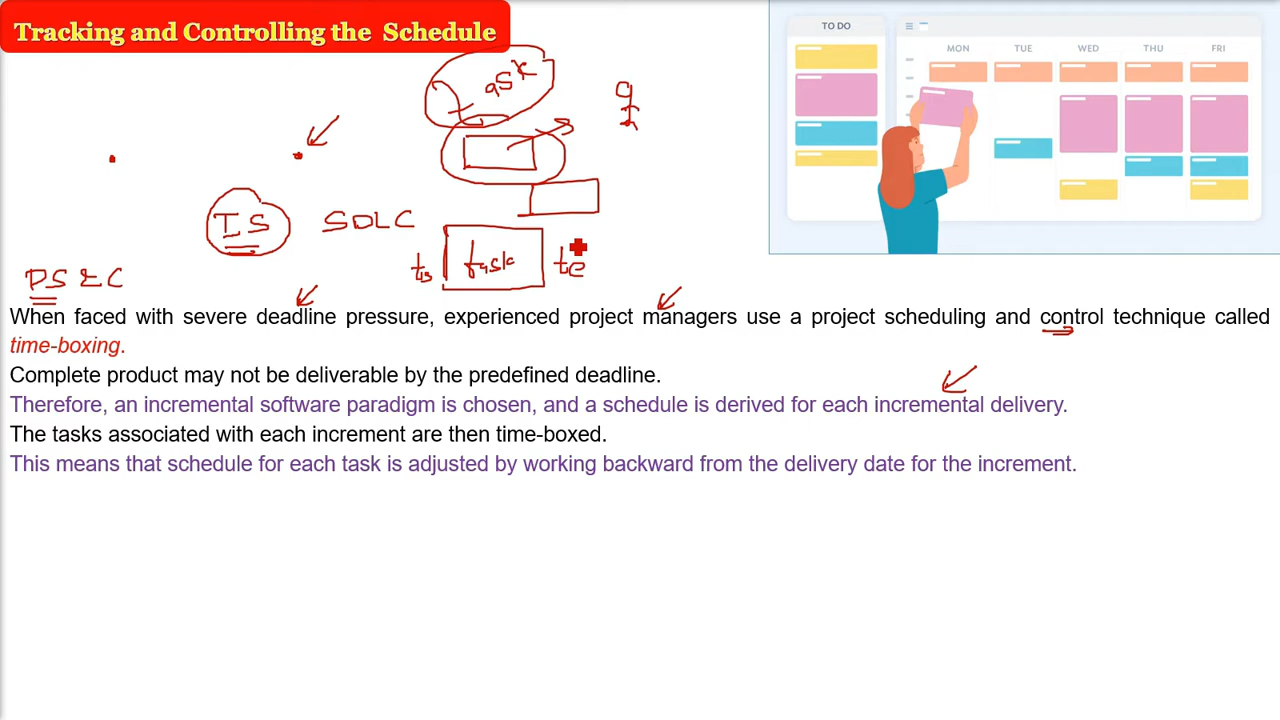 Tracking and Controlling the Schedule
TO DO
MON TUE WED THU FRI
ask
IS SDLC
ts task te
PS & C
When faced with severe deadline pressure, experienced project managers use a project scheduling and control technique called
time-boxing.
Complete product may not be deliverable by the predefined deadline.
Therefore, an incremental software paradigm is chosen, and a schedule is derived for each incremental delivery.
The tasks associated with each increment are then time-boxed.
This means that schedule for each task is adjusted by working backward from the delivery date for the increment.